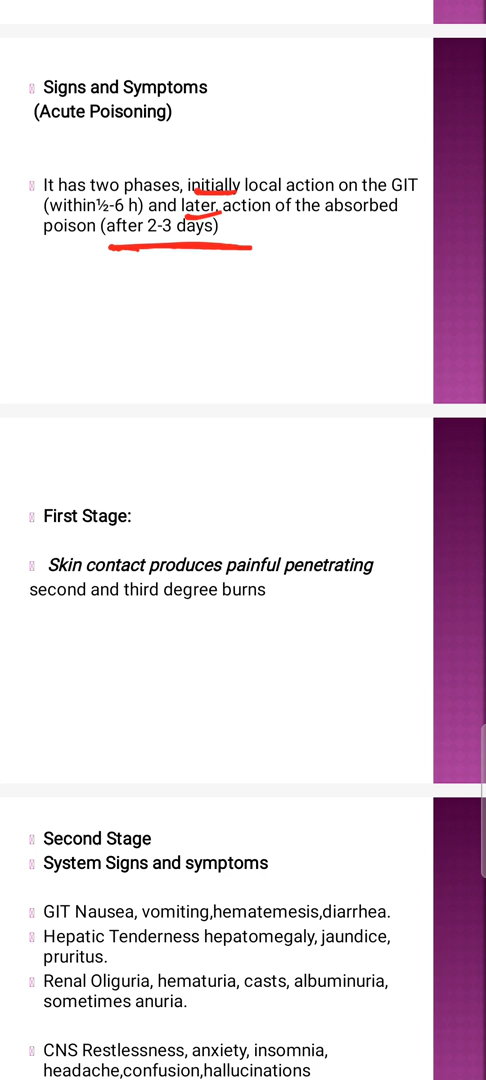 Signs and Symptoms
(Acute Poisoning)
It has two phases, initially local action on the GIT
(within½-6 h) and later, action of the absorbed
poison (after 2-3 days)
First Stage:
Skin contact produces painful penetrating
second and third degree burns
Second Stage
System Signs and symptoms
GIT Nausea, vomiting,hematemesis,diarrhea.
Hepatic Tenderness hepatomegaly, jaundice,
pruritus.
Renal Oliguria, hematuria, casts, albuminuria,
sometimes anuria.
CNS Restlessness, anxiety, insomnia,
headache,confusion,hallucinations